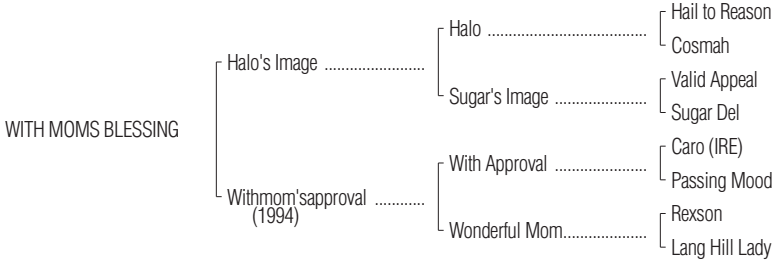 Hail to Reason
Halo ......................................
Cosmah
Halo's Image ........................
Valid Appeal
Sugar's Image ......................
Sugar Del
WITH MOMS BLESSING
Caro (IRE)
With Approval ......................
Passing Mood
Withmom'sapproval ............
(1994)
Rexson
Wonderful Mom....................
Lang Hill Lady